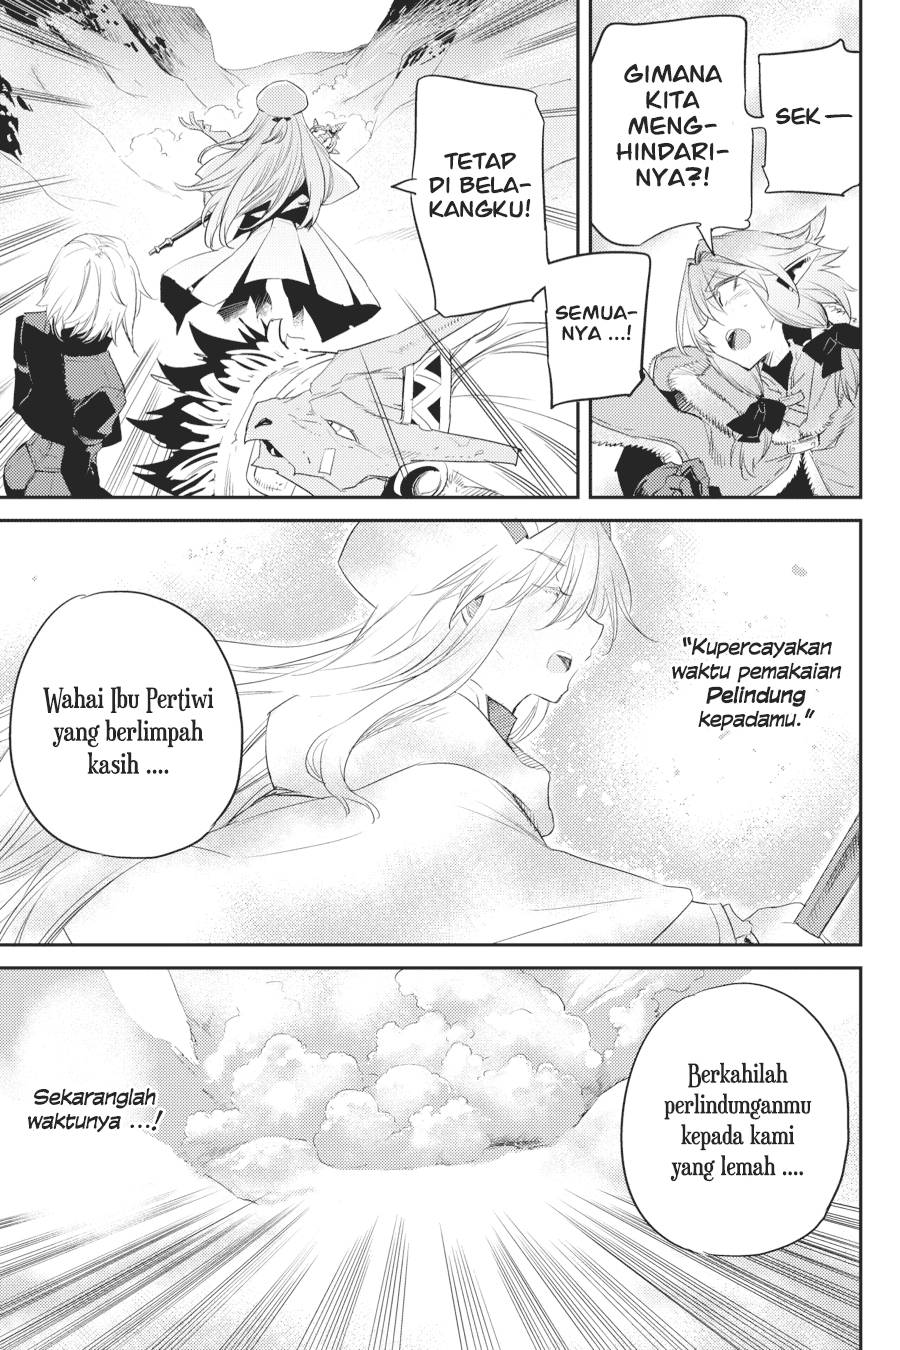 SEK—
GIMANA
KITA
MENG-
HINDARI-
NYA?!
SEMUA-
NYA ...!
TETAP
DI BELA-
KANGKU!
"Kupercayakan
waktu pemakaian
Pelindung
kepadamu."
Wahai Ibu Pertiwi
yang berlimpah
kasih ....
Berkahilah
perlindunganmu
kepada kami
yang lemah ....
Sekaranglah
waktunya ...!